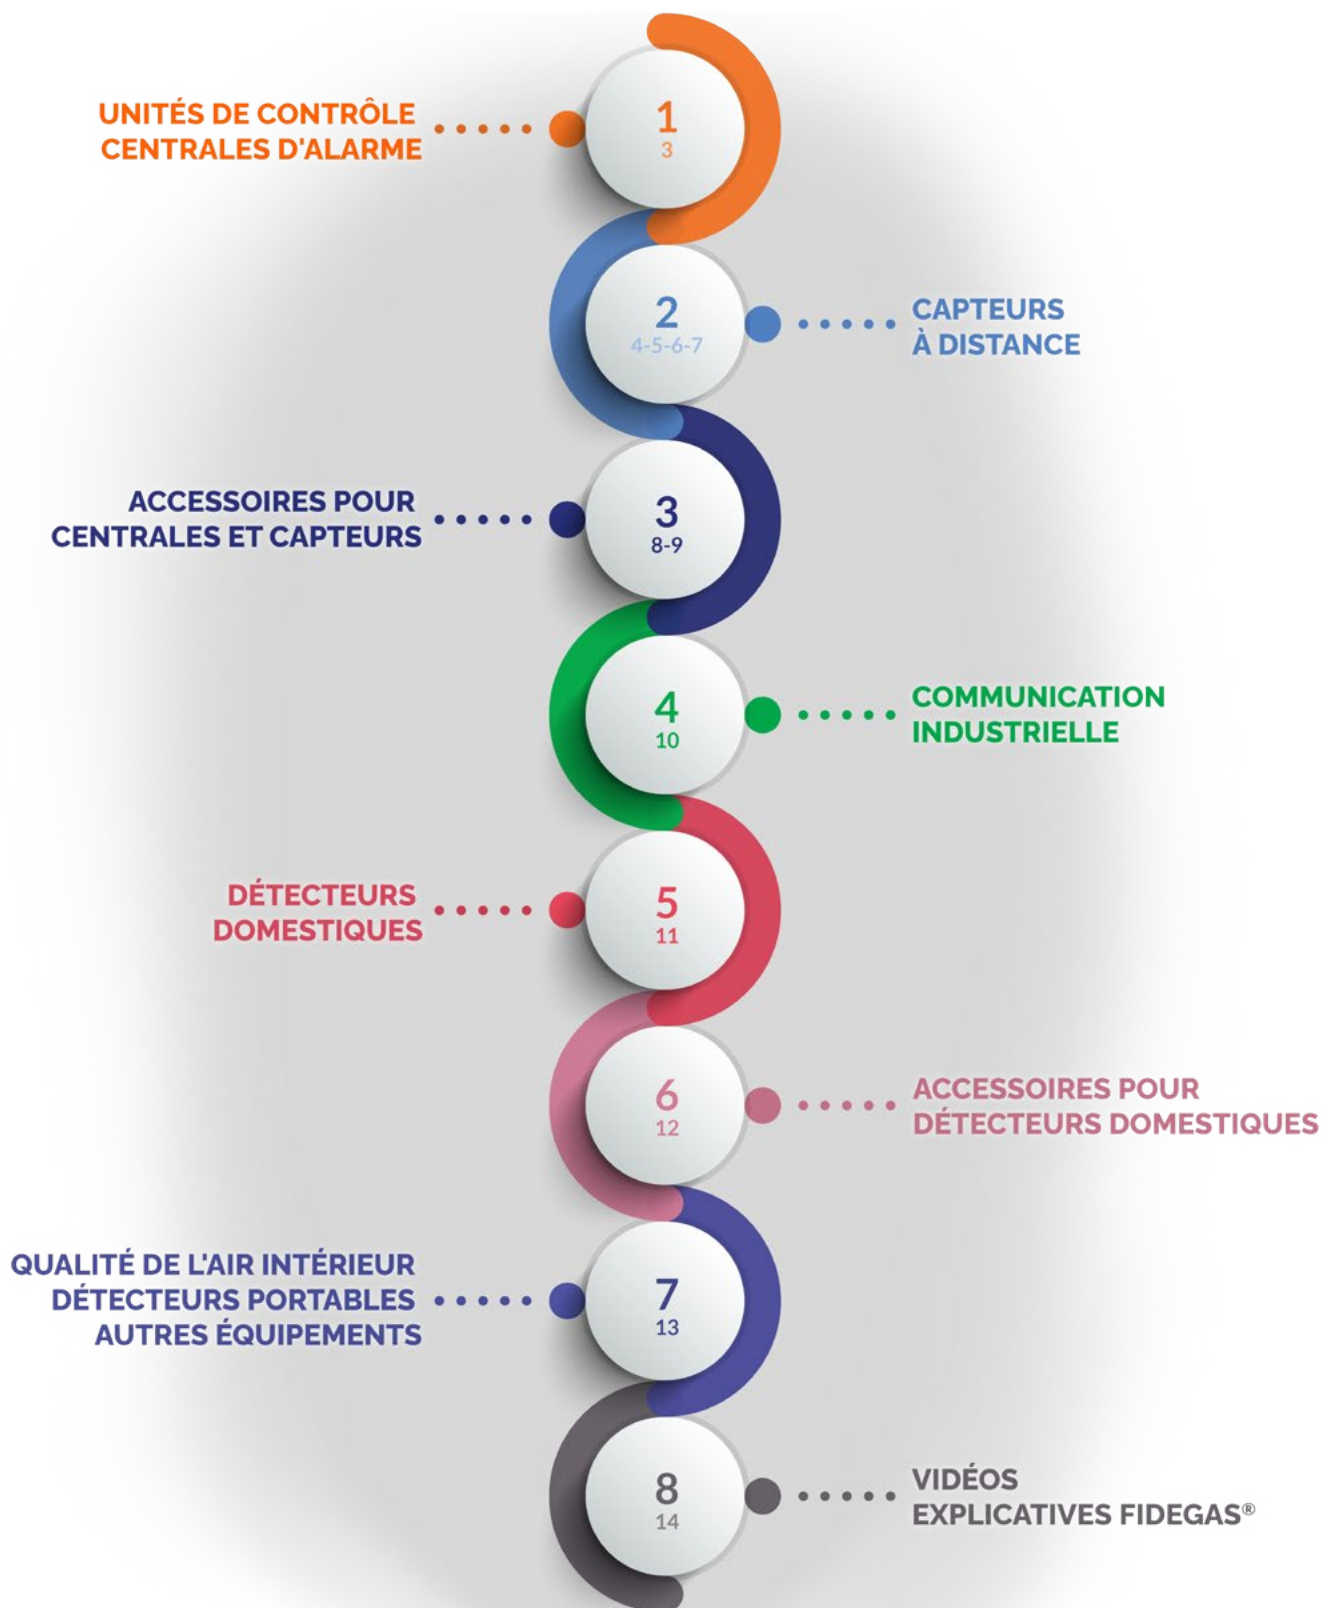 1
3
UNITÉS DE CONTRÔLE
CENTRALES D'ALARME
2
4-5-6-7
CAPTEURS
À DISTANCE
3
8-9
ACCESSOIRES POUR
CENTRALES ET CAPTEURS
4
10
COMMUNICATION
INDUSTRIELLE
5
11
DÉTECTEURS
DOMESTIQUES
6
12
ACCESSOIRES POUR
DÉTECTEURS DOMESTIQUES
7
13
QUALITÉ DE L'AIR INTÉRIEUR
DÉTECTEURS PORTABLES
AUTRES ÉQUIPEMENTS
8
14
VIDÉOS
EXPLICATIVES FIDEGAS®